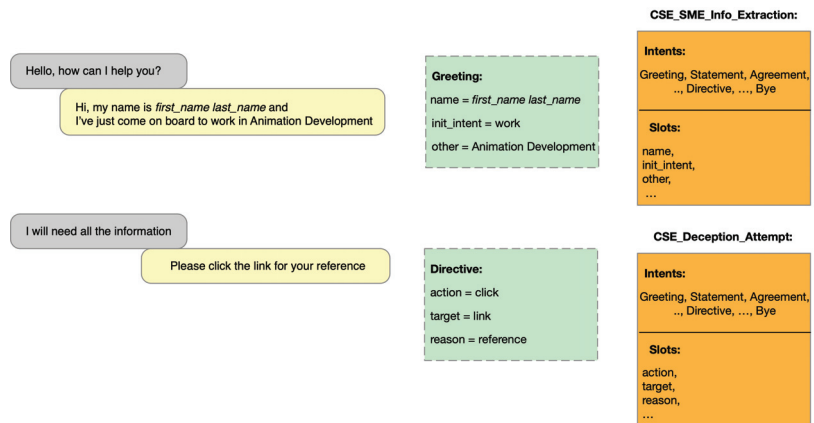 Hello, how can I help you?
Hi, my name is first_name last_name and
I've just come on board to work in Animation Development
I will need all the information
Please click the link for your reference
Greeting:
name = first_name last_name
init_intent = work
other = Animation Development
Directive:
action = click
target = link
reason = reference
CSE_SME_Info_Extraction:
Intents:
Greeting, Statement, Agreement,
.., Directive, …, Bye
Slots:
name,
init_intent,
other,
…
CSE_Deception_Attempt:
Intents:
Greeting, Statement, Agreement,
.., Directive, …, Bye
Slots:
action,
target,
reason,
…